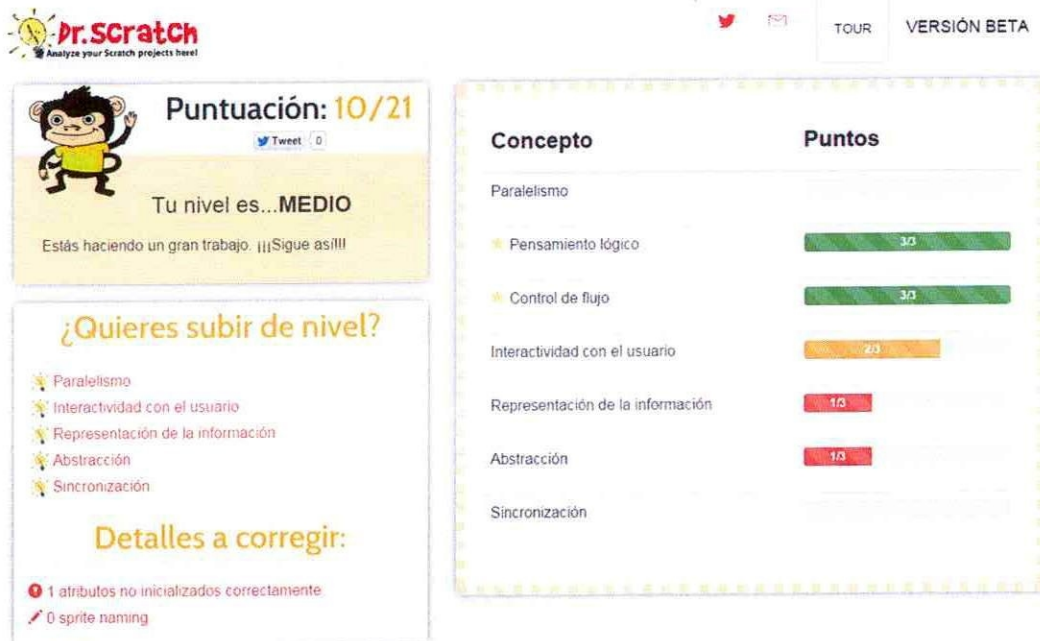 Dr.Scratch
Analyze your Scratch projects here!
TOUR
VERSIÓN BETA
Puntuación: 10/21
Tweet 0
Tu nivel es...MEDIO
Estás haciendo un gran trabajo. ¡¡¡Sigue así!!!
¿Quieres subir de nivel?
Paralelismo
Interactividad con el usuario
Representación de la información
Abstracción
Sincronización
Detalles a corregir:
1 atributos no inicializados correctamente
0 sprite naming
Concepto Puntos
Paralelismo
Pensamiento lógico 3/3
Control de flujo 3/3
Interactividad con el usuario 2/3
Representación de la información 1/3
Abstracción 1/3
Sincronización